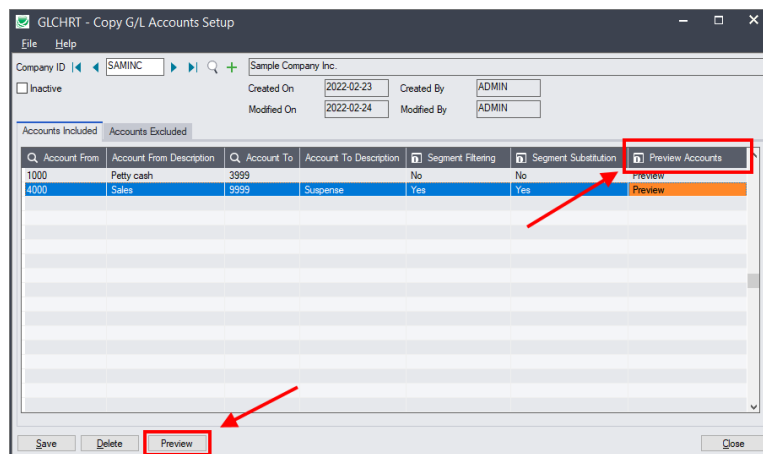 GLCHRT - Copy G/L Accounts Setup
File Help
Company ID SAMINC Sample Company Inc.
Inactive Created On 2022-02-23 Created By ADMIN
Modified On 2022-02-24 Modified By ADMIN
Accounts Included Accounts Excluded
Account From Account From Description Account To Account To Description Segment Filtering Segment Substitution Preview Accounts
1000 Petty cash 3999 No No Preview
4000 Sales 9999 Suspense Yes Yes Preview
Save Delete Preview Close